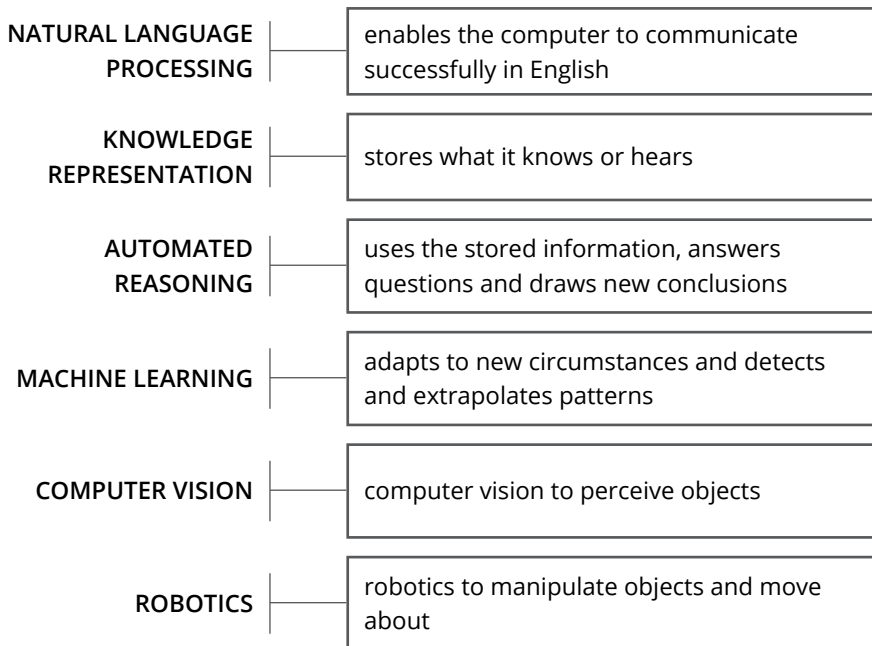 NATURAL LANGUAGE
PROCESSING
enables the computer to communicate
successfully in English
KNOWLEDGE
REPRESENTATION
stores what it knows or hears
AUTOMATED
REASONING
uses the stored information, answers
questions and draws new conclusions
MACHINE LEARNING
adapts to new circumstances and detects
and extrapolates patterns
COMPUTER VISION
computer vision to perceive objects
ROBOTICS
robotics to manipulate objects and move
about